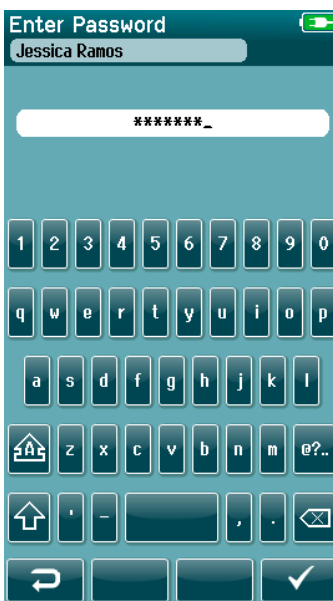 Enter Password
Jessica Ramos
*******_
1 2 3 4 5 6 7 8 9 0
q w e r t y u i o p
a s d f g h j k l
A z x c v b n m @?..
' - , .